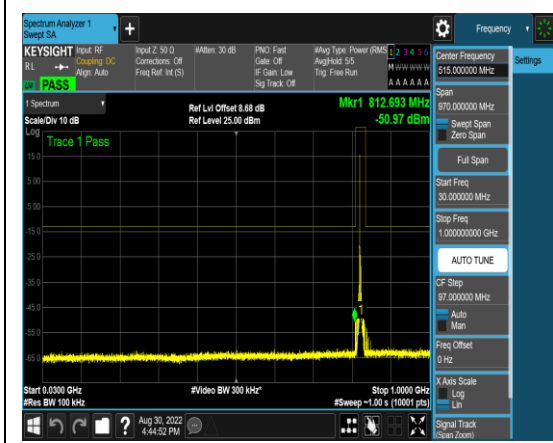 Spectrum Analyzer 1
Swept SA
+
Frequency
KEYSIGHT Input: RF Input Z: 50 Ω #Atten: 30 dB PNO: Fast #Avg Type: Power (RMS 1 2 3 4 5 6
RL Coupling: DC Corrections: Off Gate: Off Avg|Hold: 5/5 M W W W W W
Align: Auto Freq Ref: Int (S) IF Gain: Low Trig: Free Run
Sig Track: Off A A A A A A
PASS
1 Spectrum
Ref Lvl Offset 8.68 dB Mkr1 812.693 MHz
Scale/Div 10 dB Ref Level 25.00 dBm -50.97 dBm
Log
Trace 1 Pass
15.0
5.00
-5.00
-15.0
-25.0
-35.0
-45.0
-55.0
-65.0
Start 0.0300 GHz #Video BW 300 kHz* Stop 1.0000 GHz
#Res BW 100 kHz #Sweep ~1.00 s (10001 pts)
Center Frequency
515.000000 MHz
Settings
Span
970.000000 MHz
Swept Span
Zero Span
Full Span
Start Freq
30.000000 MHz
Stop Freq
1.000000000 GHz
AUTO TUNE
CF Step
97.000000 MHz
Auto
Man
Freq Offset
0 Hz
X Axis Scale
Log
Lin
Signal Track
(Span Zoom)
?
Aug 30, 2022
4:44:52 PM